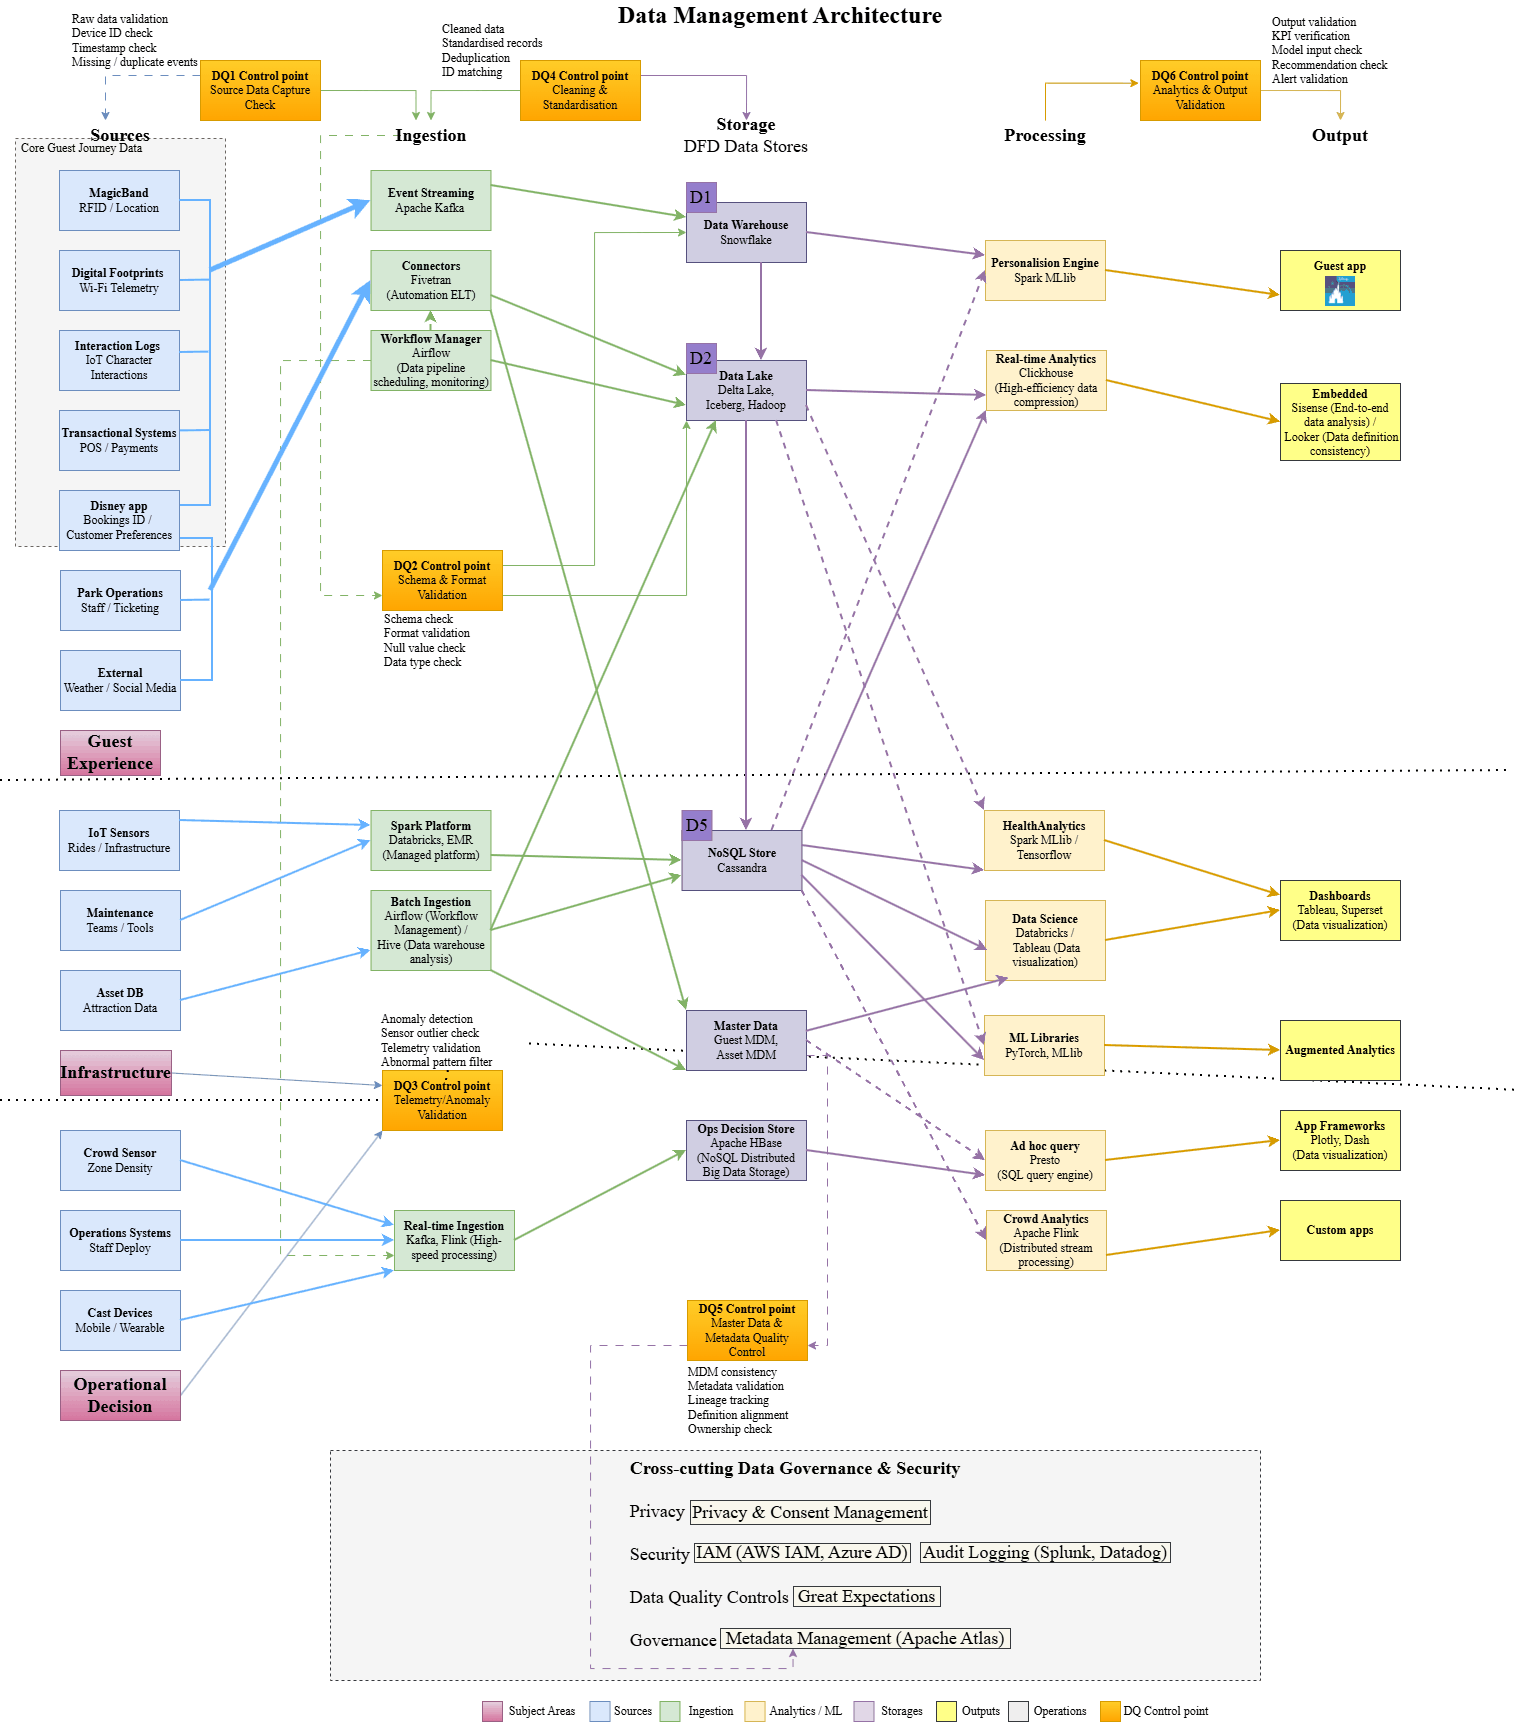 Data Management Architecture
Raw data validation
Device ID check
Timestamp check
Missing / duplicate events
DQ1 Control point
Source Data Capture
Check
Cleaned data
Standardised records
Deduplication
ID matching
DQ4 Control point
Cleaning &
Standardisation
DQ6 Control point
Analytics & Output
Validation
Output validation
KPI verification
Model input check
Recommendation check
Alert validation
Sources
Ingestion
Storage
DFD Data Stores
Processing
Output
Core Guest Journey Data
MagicBand
RFID / Location
Digital Footprints
Wi-Fi Telemetry
Interaction Logs
IoT Character
Interactions
Transactional Systems
POS / Payments
Disney app
Bookings ID /
Customer Preferences
Park Operations
Staff / Ticketing
External
Weather / Social Media
Guest
Experience
Event Streaming
Apache Kafka
Connectors
Fivetran
(Automation ELT)
Workflow Manager
Airflow
(Data pipeline
scheduling, monitoring)
DQ2 Control point
Schema & Format
Validation
Schema check
Format validation
Null value check
Data type check
D1
Data Warehouse
Snowflake
D2
Data Lake
Delta Lake,
Iceberg, Hadoop
Personalision Engine
Spark MLlib
Real-time Analytics
Clickhouse
(High-efficiency data
compression)
Guest app
Embedded
Sisense (End-to-end
data analysis) /
Looker (Data definition
consistency)
IoT Sensors
Rides / Infrastructure
Maintenance
Teams / Tools
Asset DB
Attraction Data
Infrastructure
Spark Platform
Databricks, EMR
(Managed platform)
Batch Ingestion
Airflow (Workflow
Management) /
Hive (Data warehouse
analysis)
Anomaly detection
Sensor outlier check
Telemetry validation
Abnormal pattern filter
DQ3 Control point
Telemetry/Anomaly
Validation
D5
NoSQL Store
Cassandra
Master Data
Guest MDM,
Asset MDM
HealthAnalytics
Spark MLlib /
Tensorflow
Data Science
Databricks /
Tableau (Data
visualization)
ML Libraries
PyTorch, MLlib
Dashboards
Tableau, Superset
(Data visualization)
Augmented Analytics
Crowd Sensor
Zone Density
Operations Systems
Staff Deploy
Cast Devices
Mobile / Wearable
Operational
Decision
Real-time Ingestion
Kafka, Flink (High-
speed processing)
Ops Decision Store
Apache HBase
(NoSQL Distributed
Big Data Storage)
Ad hoc query
Presto
(SQL query engine)
Crowd Analytics
Apache Flink
(Distributed stream
processing)
App Frameworks
Plotly, Dash
(Data visualization)
Custom apps
DQ5 Control point
Master Data &
Metadata Quality
Control
MDM consistency
Metadata validation
Lineage tracking
Definition alignment
Ownership check
Cross-cutting Data Governance & Security
Privacy Privacy & Consent Management
Security IAM (AWS IAM, Azure AD) Audit Logging (Splunk, Datadog)
Data Quality Controls Great Expectations
Governance Metadata Management (Apache Atlas)
Subject Areas Sources Ingestion Analytics / ML Storages Outputs Operations DQ Control point